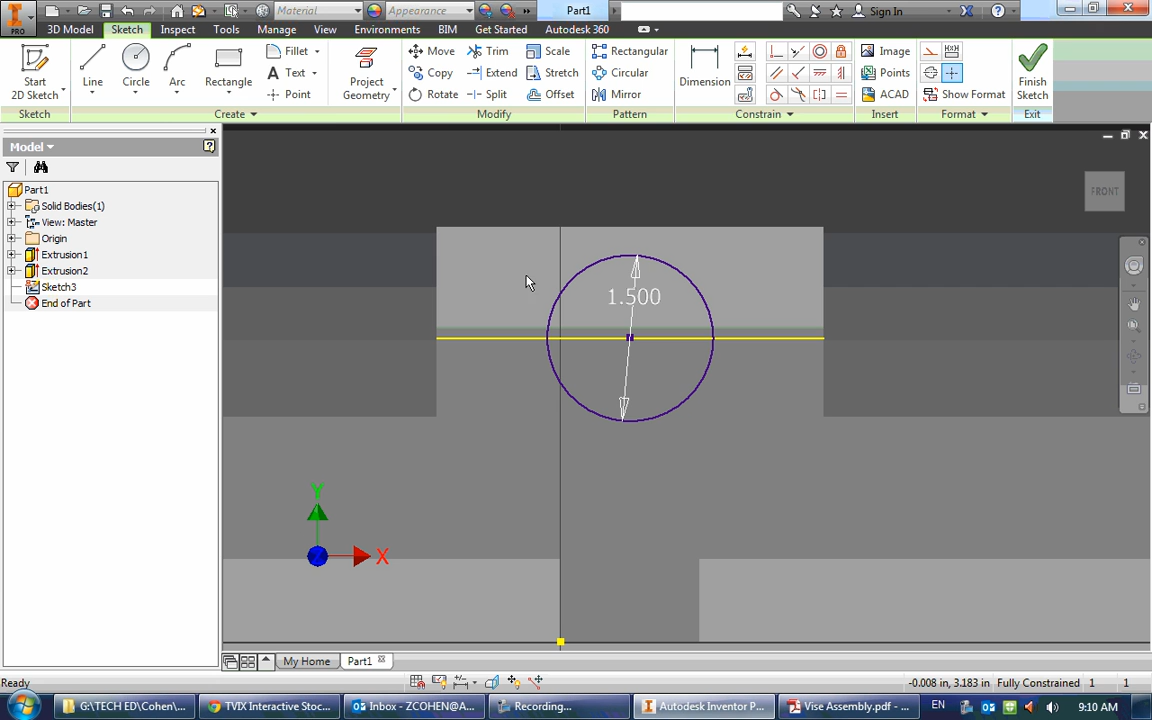 PRO Material Appearance Part1 Sign In
3D Model Sketch Inspect Tools Manage View Environments BIM Get Started Autodesk 360
Start 2D Sketch Line Circle Arc Rectangle Fillet Text Point Project Geometry Move Copy Rotate Trim Extend Split Scale Stretch Offset Rectangular Circular Mirror Dimension Image Points ACAD Show Format Finish Sketch
Sketch Create Modify Pattern Constrain Insert Format Exit
Model
Part1
Solid Bodies(1)
View: Master
Origin
Extrusion1
Extrusion2
Sketch3
End of Part
FRONT
1.500
Y
X
My Home Part1
Ready -0.008 in, 3.183 in Fully Constrained 1 1
G:\TECH ED\Cohen\... TVIX Interactive Stoc... Inbox - ZCOHEN@A... Recording... Autodesk Inventor P... Vise Assembly.pdf - ... EN 9:10 AM